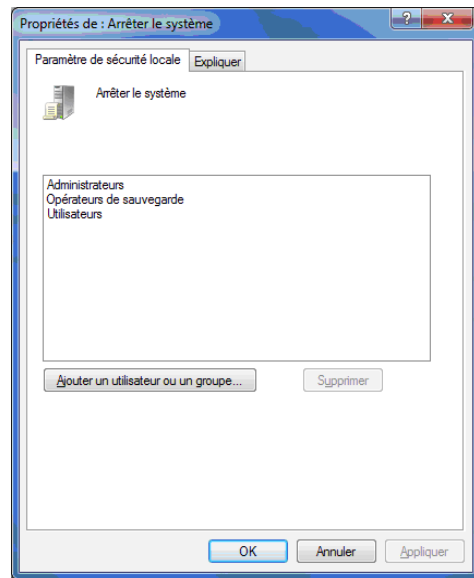 Propriétés de : Arrêter le système
Paramètre de sécurité locale
Expliquer
Arrêter le système
Administrateurs
Opérateurs de sauvegarde
Utilisateurs
Ajouter un utilisateur ou un groupe...
Supprimer
OK
Annuler
Appliquer